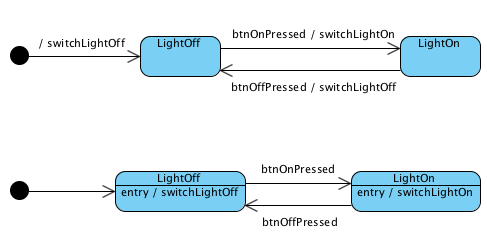 / switchLightOff
LightOff
btnOnPressed / switchLightOn
LightOn
btnOffPressed / switchLightOff
LightOff
entry / switchLightOff
btnOnPressed
LightOn
entry / switchLightOn
btnOffPressed